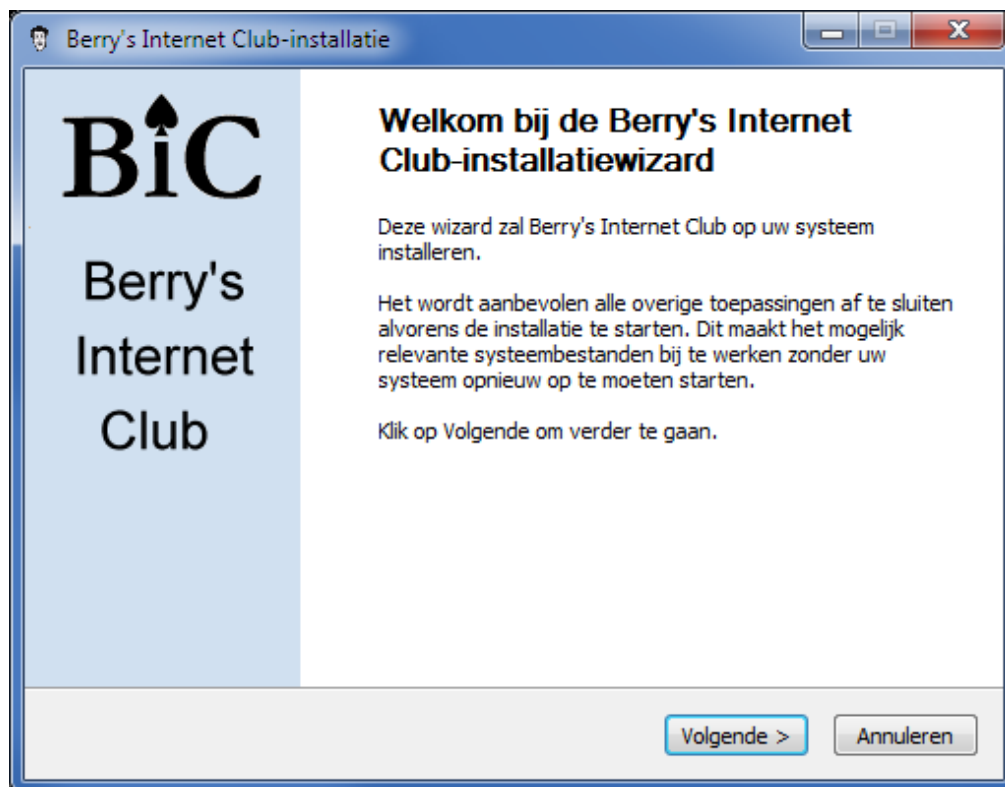 Berry's Internet Club-installatie
BiC
Berry's
Internet
Club
Welkom bij de Berry's Internet
Club-installatiewizard
Deze wizard zal Berry's Internet Club op uw systeem
installeren.
Het wordt aanbevolen alle overige toepassingen af te sluiten
alvorens de installatie te starten. Dit maakt het mogelijk
relevante systeembestanden bij te werken zonder uw
systeem opnieuw op te moeten starten.
Klik op Volgende om verder te gaan.
Volgende >
Annuleren